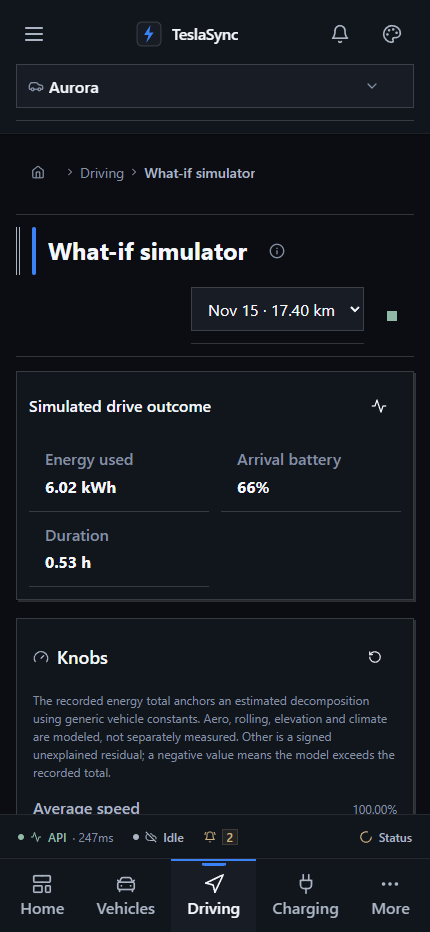 TeslaSync
Aurora
Driving What-if simulator
What-if simulator
Nov 15 · 17.40 km
Simulated drive outcome
Energy used
6.02 kWh
Arrival battery
66%
Duration
0.53 h
Knobs
The recorded energy total anchors an estimated decomposition
using generic vehicle constants. Aero, rolling, elevation and climate
are modeled, not separately measured. Other is a signed
unexplained residual; a negative value means the model exceeds the
recorded total.
Average speed 100.00%
API · 247ms Idle 2 Status
Home Vehicles Driving Charging More